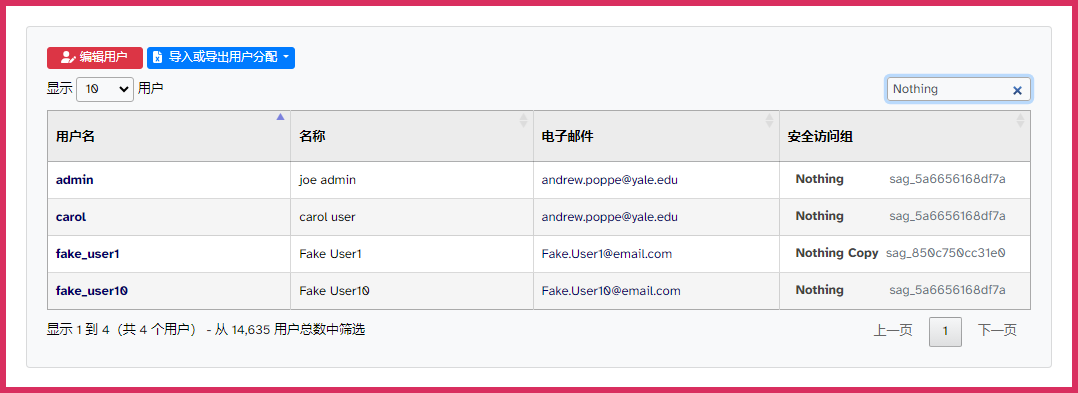 编辑用户 导入或导出用户分配
显示 10 用户 Nothing
用户名 名称 电子邮件 安全访问组
admin joe admin andrew.poppe@yale.edu Nothing sag_5a6656168df7a
carol carol user andrew.poppe@yale.edu Nothing sag_5a6656168df7a
fake_user1 Fake User1 Fake.User1@email.com Nothing Copy sag_850c750cc31e0
fake_user10 Fake User10 Fake.User10@email.com Nothing sag_5a6656168df7a
显示 1 到 4（共 4 个用户） - 从 14,635 用户总数中筛选 上一页 1 下一页